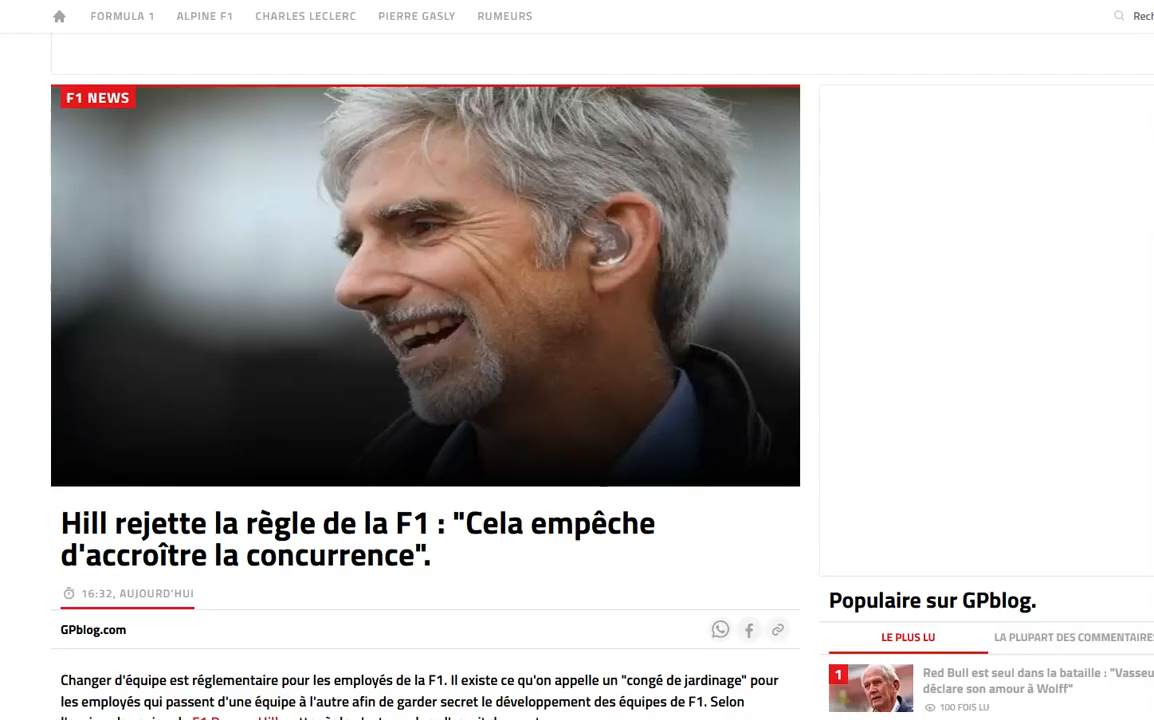 FORMULA 1 ALPINE F1 CHARLES LECLERC PIERRE GASLY RUMEURS
F1 NEWS
Hill rejette la règle de la F1 : "Cela empêche
d'accroître la concurrence".
16:32, AUJOURD'HUI
GPblog.com
Changer d'équipe est réglementaire pour les employés de la F1. Il existe ce qu'on appelle un "congé de jardinage" pour
les employés qui passent d'une équipe à l'autre afin de garder secret le développement des équipes de F1. Selon
Populaire sur GPblog.
LE PLUS LU LA PLUPART DES COMMENTAIRES
1
Red Bull est seul dans la bataille : "Vasseu
déclare son amour à Wolff"
100 FOIS LU